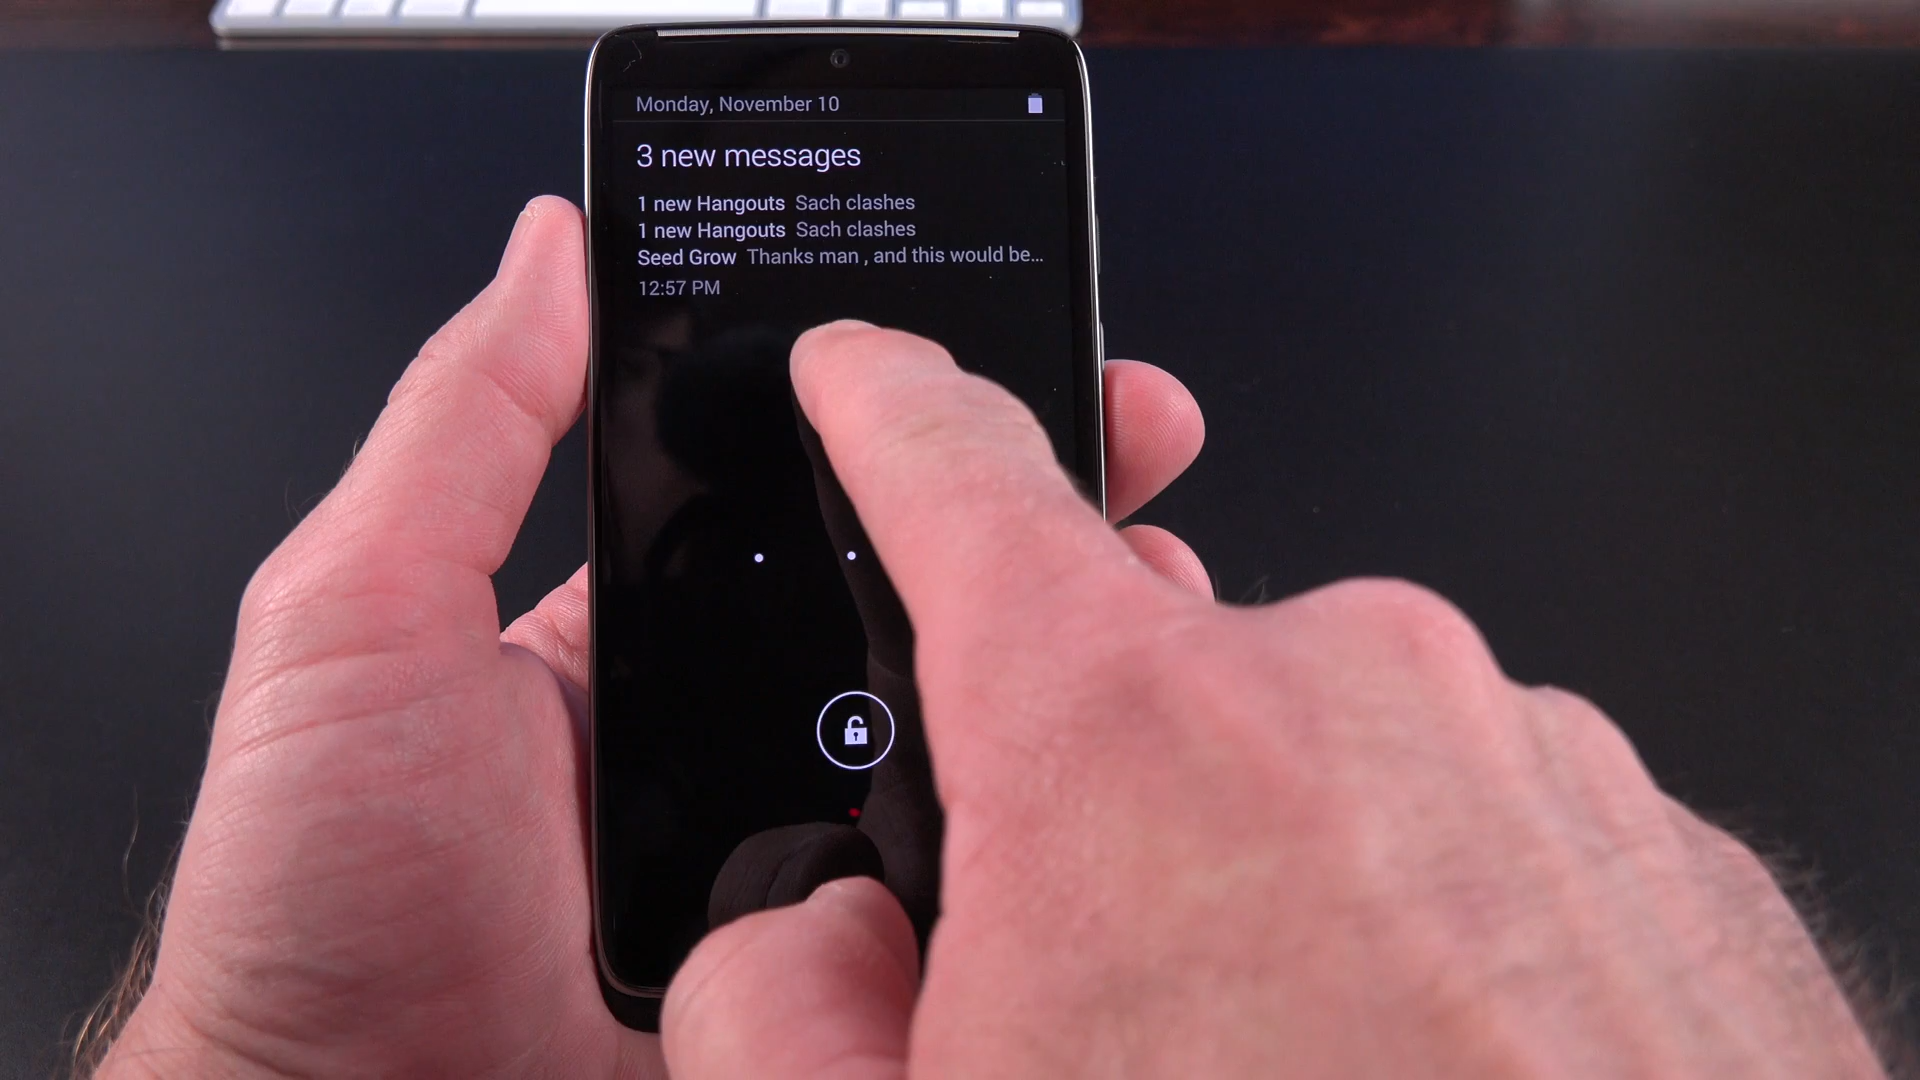 Monday, November 10
3 new messages
1 new Hangouts Sach clashes
1 new Hangouts Sach clashes
Seed Grow Thanks man , and this would be...
12:57 PM